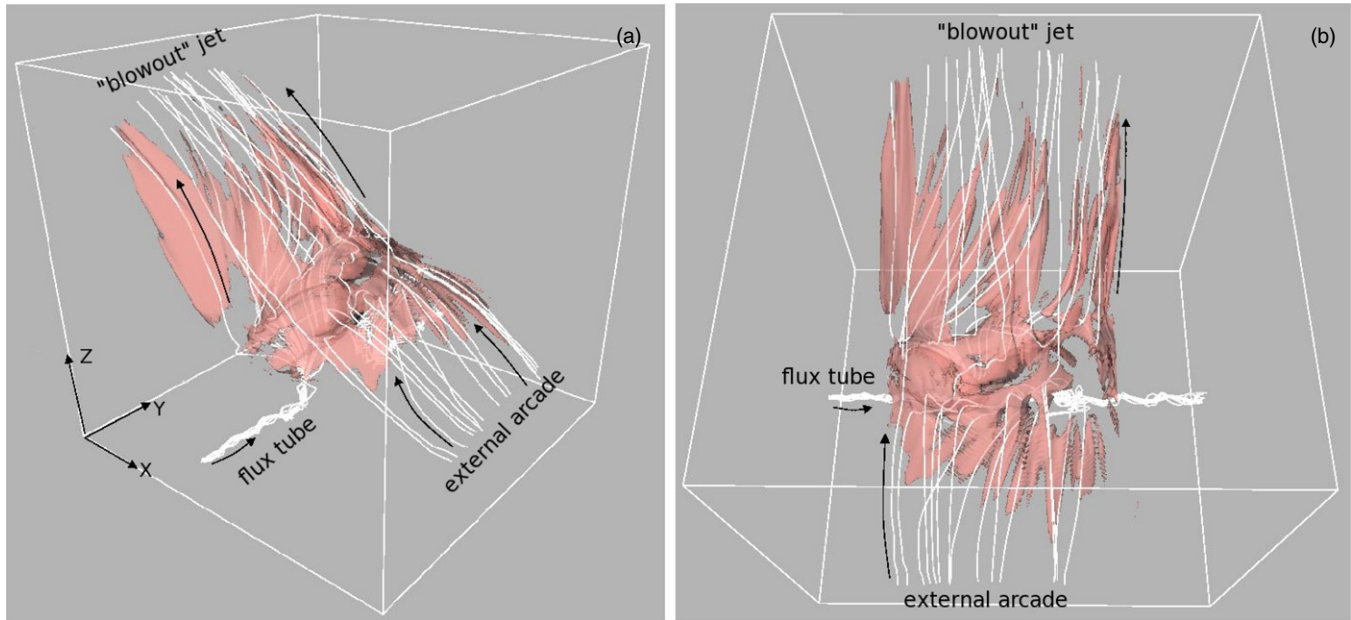 (a)
"blowout" jet
Z
Y
X
flux tube
external arcade
(b)
"blowout" jet
flux tube
external arcade